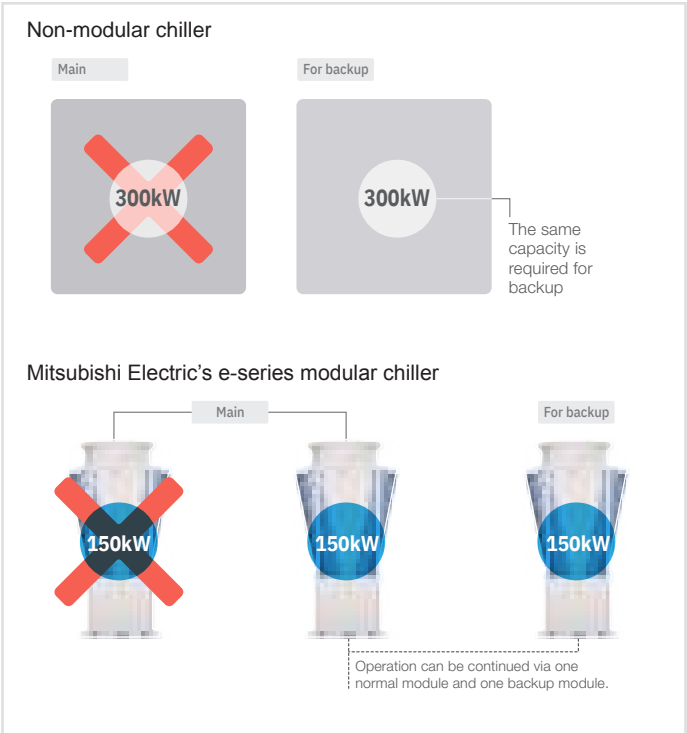 Non-modular chiller
Main
For backup
300kW
300kW
The same
capacity is
required for
backup
Mitsubishi Electric’s e-series modular chiller
Main
For backup
150kW
150kW
150kW
Operation can be continued via one
normal module and one backup module.